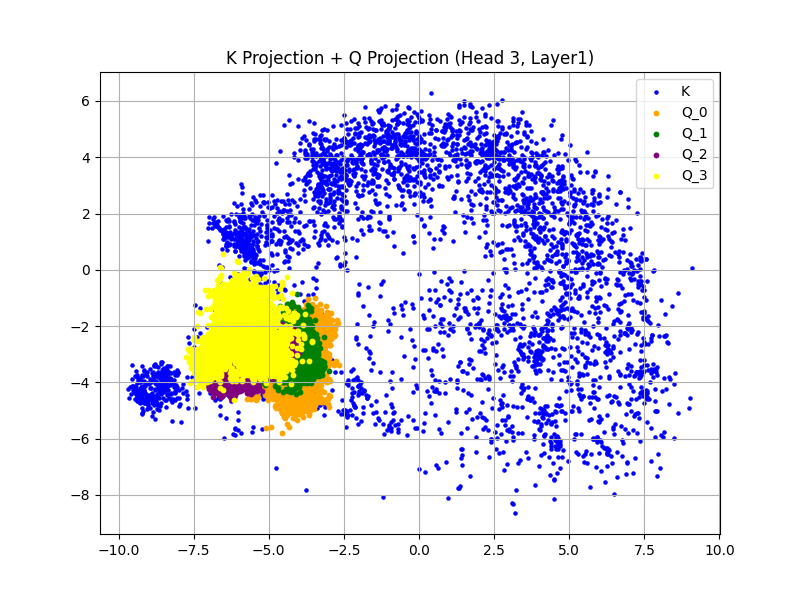 K Projection + Q Projection (Head 3, Layer1)
K
Q_0
Q_1
Q_2
Q_3
6
4
2
0
−2
−4
−6
−8
−10.0 −7.5 −5.0 −2.5 0.0 2.5 5.0 7.5 10.0